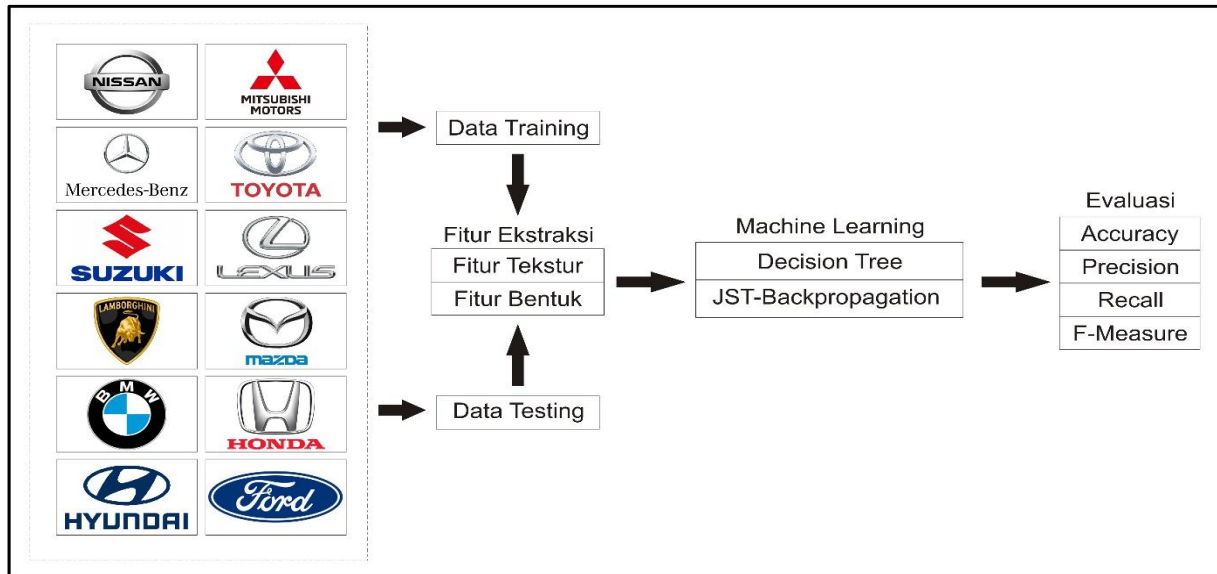 NISSAN
MITSUBISHI
MOTORS
Mercedes-Benz
TOYOTA
SUZUKI
LEXUS
LAMBORGHINI
mazda
BMW
HONDA
HYUNDAI
Ford
Data Training
Fitur Ekstraksi
Fitur Tekstur
Fitur Bentuk
Data Testing
Machine Learning
Decision Tree
JST-Backpropagation
Evaluasi
Accuracy
Precision
Recall
F-Measure